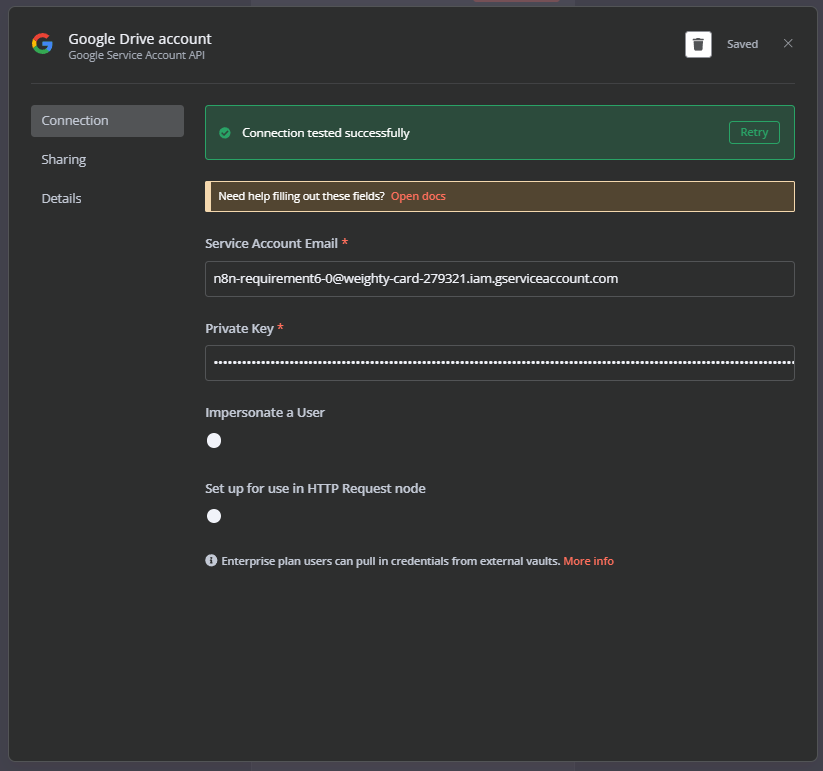 Google Drive account
Google Service Account API
Saved
Connection
Sharing
Details
Connection tested successfully
Retry
Need help filling out these fields? Open docs
Service Account Email *
n8n-requirement6-0@weighty-card-279321.iam.gserviceaccount.com
Private Key *
Impersonate a User
Set up for use in HTTP Request node
Enterprise plan users can pull in credentials from external vaults. More info